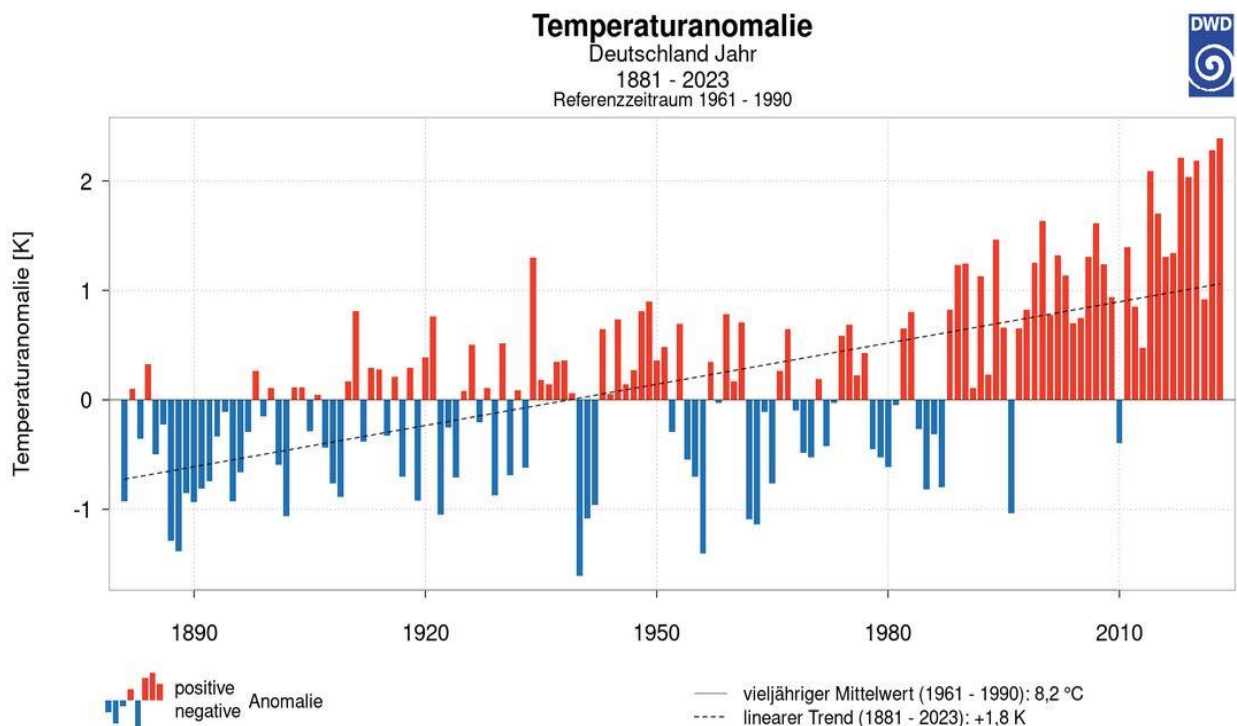 Temperaturanomalie
Deutschland Jahr
1881 - 2023
Referenzzeitraum 1961 - 1990
DWD
Temperaturanomalie [K]
2
1
0
-1
1890 1920 1950 1980 2010
positive
negative
Anomalie
vieljähriger Mittelwert (1961 - 1990): 8,2 °C
linearer Trend (1881 - 2023): +1,8 K